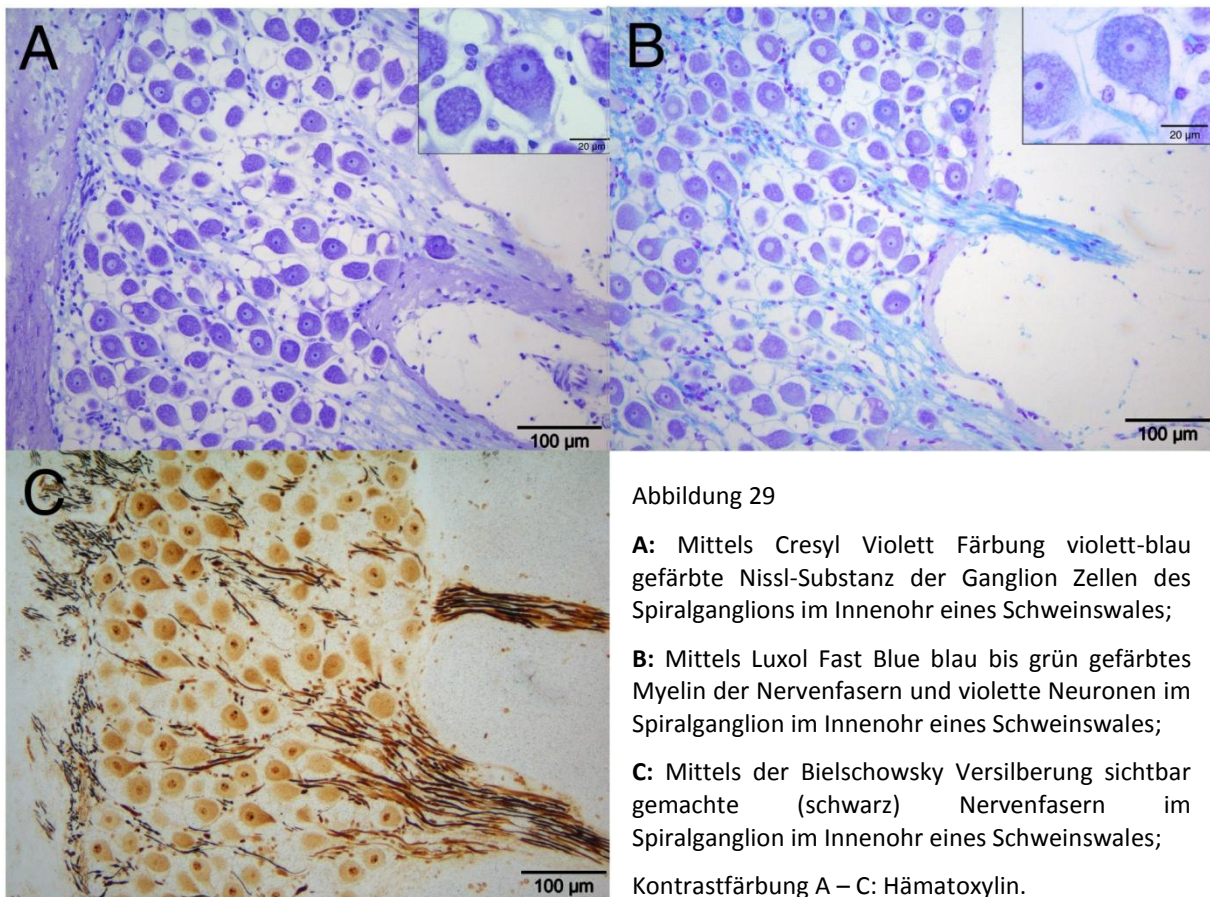 A
20 µm
100 µm
B
20 µm
100 µm
C
100 µm
Abbildung 29
A: Mittels Cresyl Violett Färbung violett-blau
gefärbte Nissl-Substanz der Ganglion Zellen des
Spiralganglions im Innenohr eines Schweinswales;
B: Mittels Luxol Fast Blue blau bis grün gefärbtes
Myelin der Nervenfasern und violette Neuronen im
Spiralganglion im Innenohr eines Schweinswales;
C: Mittels der Bielschowsky Versilberung sichtbar
gemachte (schwarz) Nervenfasern im
Spiralganglion im Innenohr eines Schweinswales;
Kontrastfärbung A – C: Hämatoxylin.